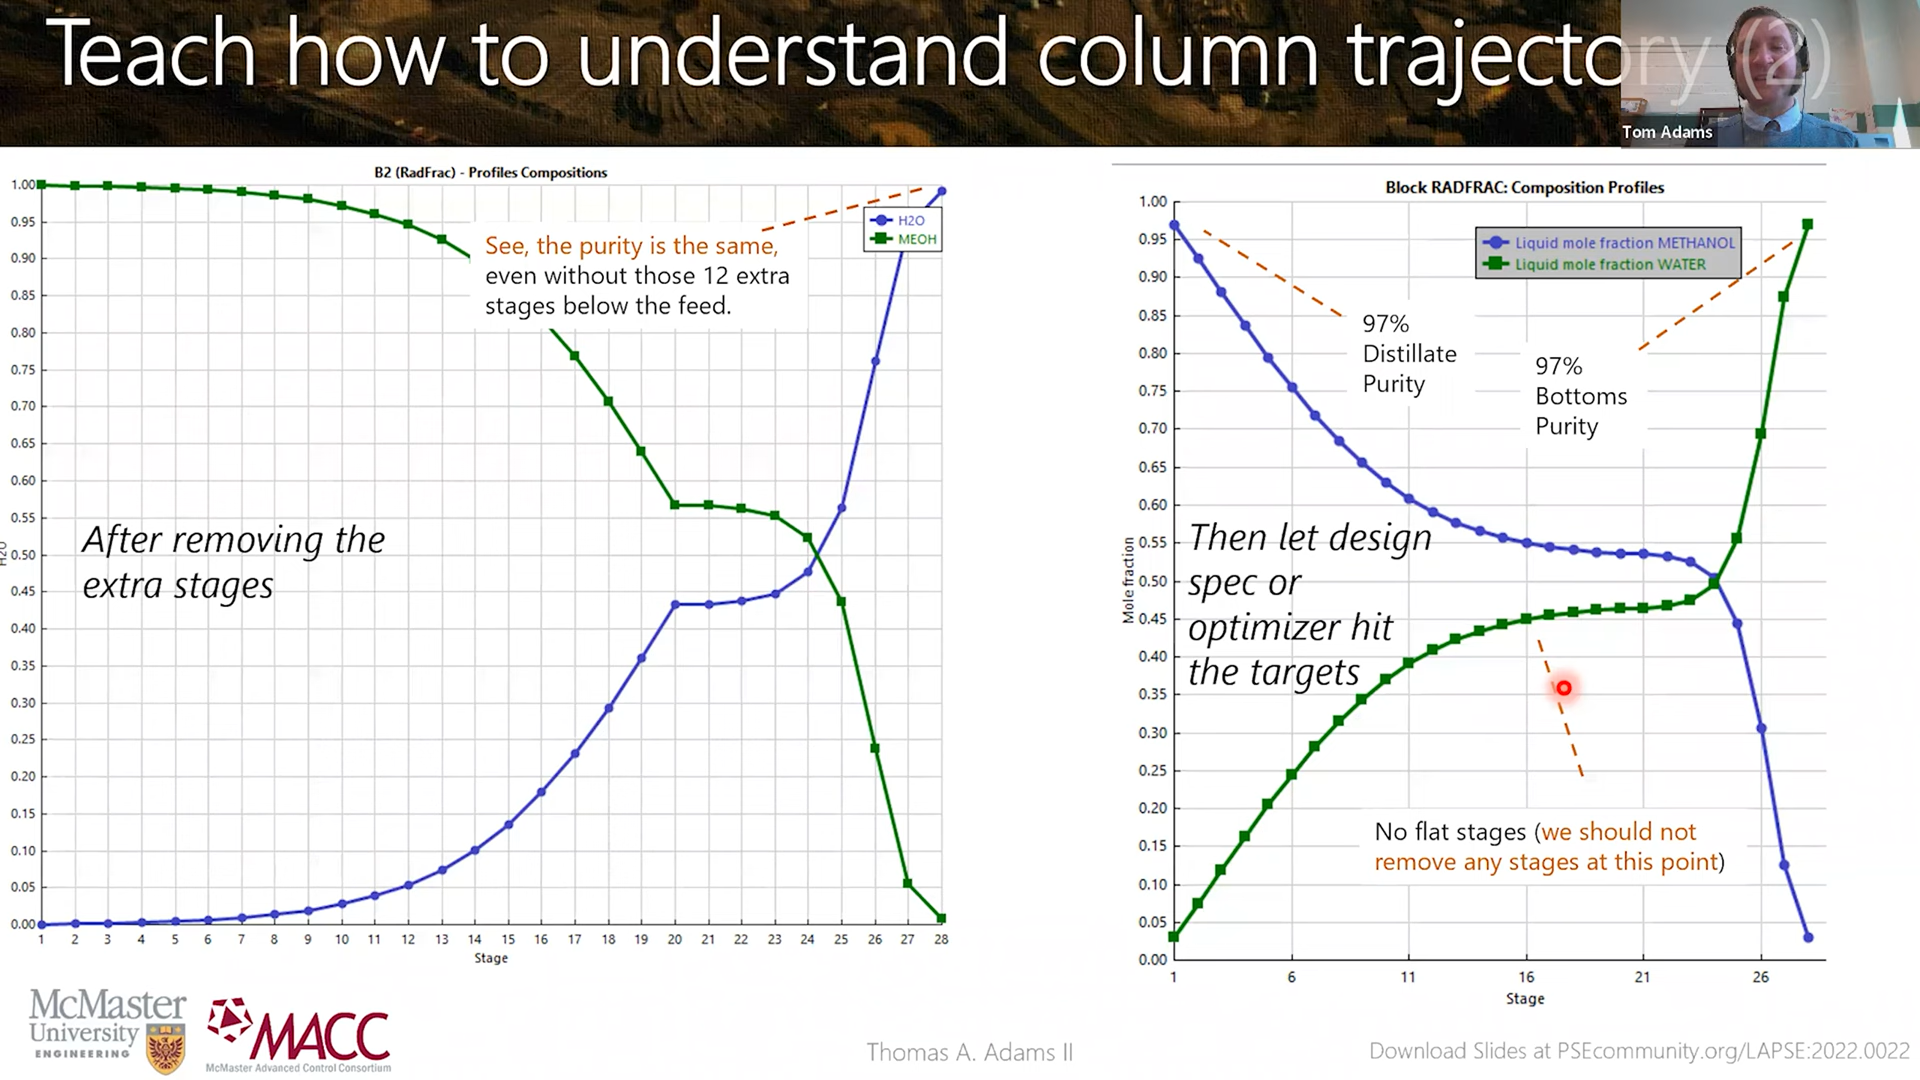 Teach how to understand column trajectory (2)
Tom Adams
B2 (RadFrac) - Profiles Compositions
1.00
0.95
0.90
0.85
0.80
0.75
0.70
0.65
0.60
0.55
0.50
0.45
0.40
0.35
0.30
0.25
0.20
0.15
0.10
0.05
0.00
H2O
MEOH
See, the purity is the same,
even without those 12 extra
stages below the feed.
After removing the
extra stages
1 2 3 4 5 6 7 8 9 10 11 12 13 14 15 16 17 18 19 20 21 22 23 24 25 26 27 28
Stage
Block RADFRAC: Composition Profiles
1.00
0.95
0.90
0.85
0.80
0.75
0.70
0.65
0.60
0.55
0.50
0.45
0.40
0.35
0.30
0.25
0.20
0.15
0.10
0.05
0.00
Mole fraction
Liquid mole fraction METHANOL
Liquid mole fraction WATER
97%
Distillate
Purity
97%
Bottoms
Purity
Then let design
spec or
optimizer hit
the targets
No flat stages (we should not
remove any stages at this point)
1 6 11 16 21 26
Stage
McMaster
University
ENGINEERING
MACC
McMaster Advanced Control Consortium
Thomas A. Adams II
Download Slides at PSEcommunity.org/LAPSE:2022.0022